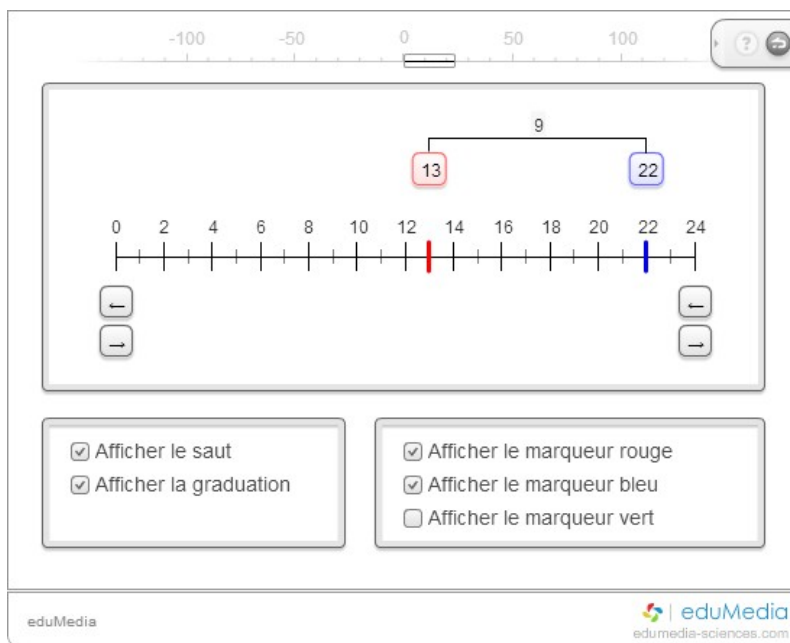 -100 -50 0 50 100 ?
9
13 22
0 2 4 6 8 10 12 14 16 18 20 22 24
← ←
→ →
Afficher le saut
Afficher la graduation
Afficher le marqueur rouge
Afficher le marqueur bleu
Afficher le marqueur vert
eduMedia
eduMedia
edumedia-sciences.com